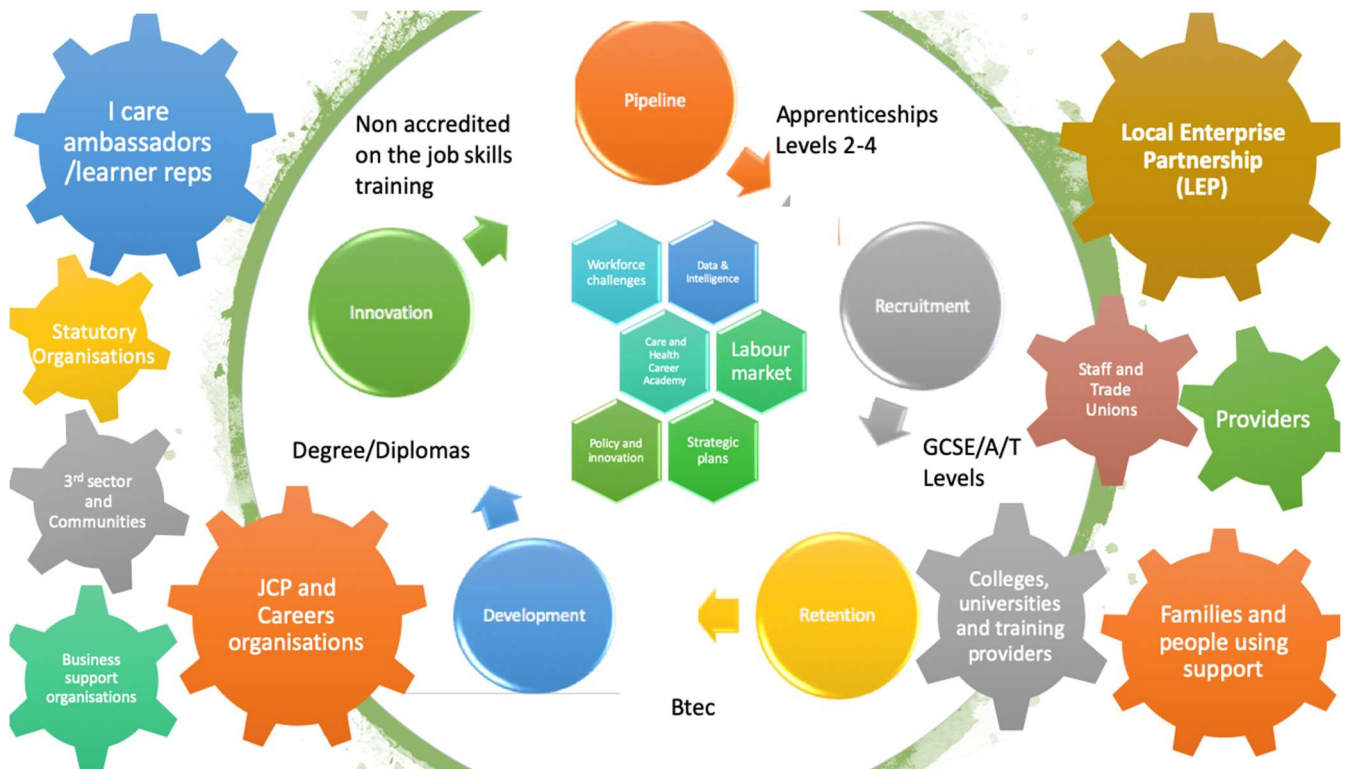 I care
ambassadors
/learner reps
Statutory
Organisations
3rd sector
and
Communities
Business
support
organisations
JCP and
Careers
organisations
Non accredited
on the job skills
training
Innovation
Degree/Diplomas
Development
Pipeline
Apprenticeships
Levels 2-4
Workforce
challenges
Data &
Intelligence
Care and
Health
Career
Academy
Labour
market
Policy and
innovation
Strategic
plans
Recruitment
GCSE/A/T
Levels
Retention
Btec
Local Enterprise
Partnership
(LEP)
Staff and
Trade
Unions
Providers
Colleges,
universities
and training
providers
Families and
people using
support